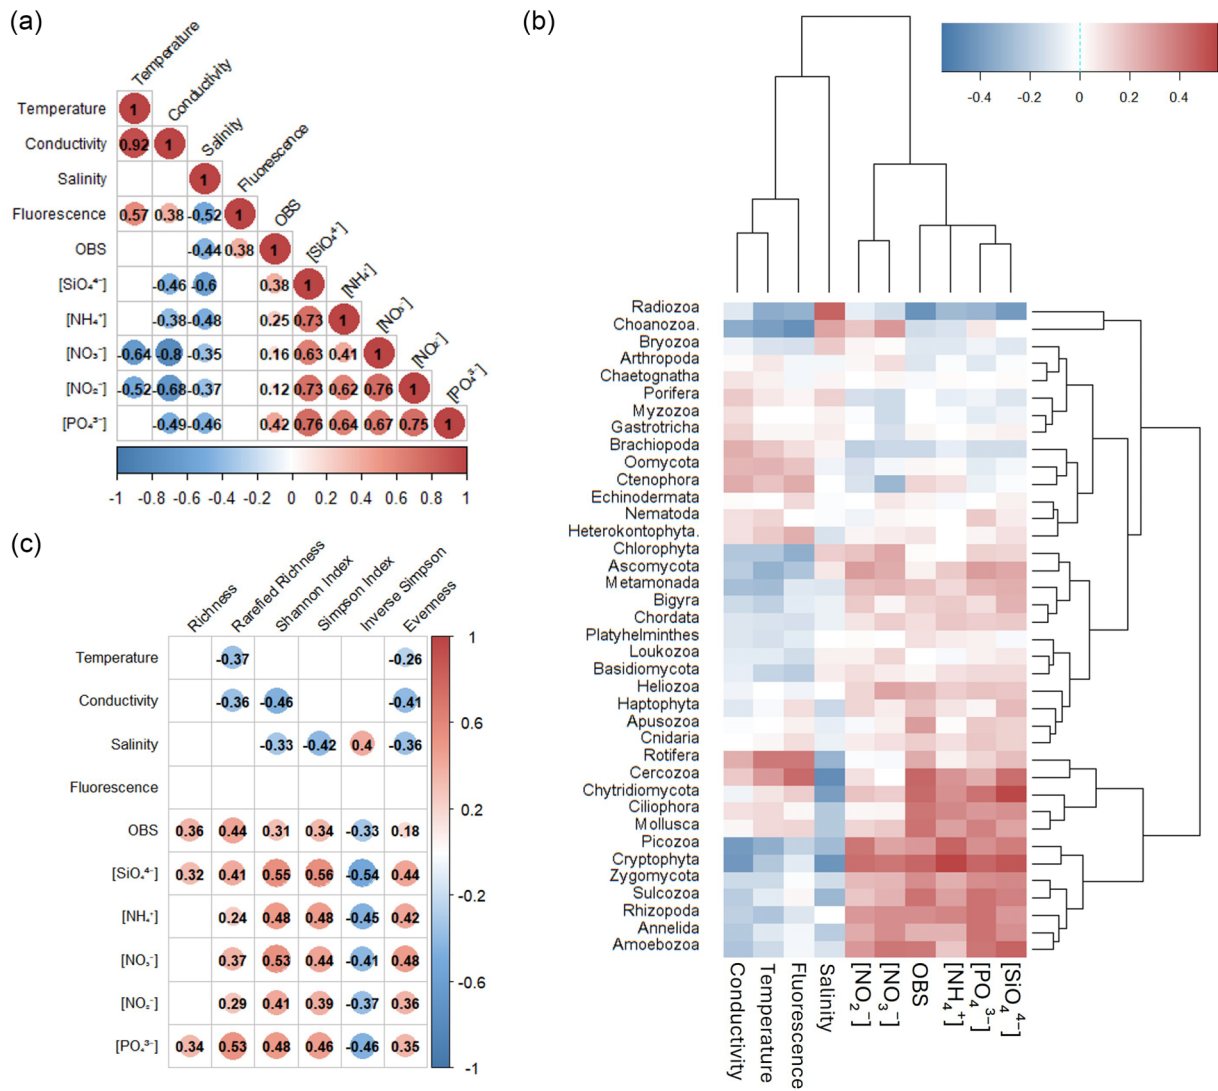 (a)
Temperature
Conductivity
Salinity
Fluorescence
OBS
[SiO₄⁴⁻]
[NH₄⁺]
[NO₃⁻]
[NO₂⁻]
[PO₄³⁻]
Temperature 1
Conductivity 0.92 1
Salinity 1
Fluorescence 0.57 0.38 -0.52 1
OBS -0.44 0.38 1
[SiO₄⁴⁻] -0.46 -0.6 0.38 1
[NH₄⁺] -0.38 -0.48 0.25 0.73 1
[NO₃⁻] -0.64 -0.8 -0.35 0.16 0.63 0.41 1
[NO₂⁻] -0.52 -0.68 -0.37 0.12 0.73 0.62 0.76 1
[PO₄³⁻] -0.49 -0.46 0.42 0.76 0.64 0.67 0.75 1
-1 -0.8 -0.6 -0.4 -0.2 0 0.2 0.4 0.6 0.8 1
(b)
-0.4 -0.2 0 0.2 0.4
Radiozoa
Choanozoa.
Bryozoa
Arthropoda
Chaetognatha
Porifera
Myzozoa
Gastrotricha
Brachiopoda
Oomycota
Ctenophora
Echinodermata
Nematoda
Heterokontophyta.
Chlorophyta
Ascomycota
Metamonada
Bigyra
Chordata
Platyhelminthes
Loukozoa
Basidiomycota
Heliozoa
Haptophyta
Apusozoa
Cnidaria
Rotifera
Cercozoa
Chytridiomycota
Ciliophora
Mollusca
Picozoa
Cryptophyta
Zygomycota
Sulcozoa
Rhizopoda
Annelida
Amoebozoa
Conductivity
Temperature
Fluorescence
Salinity
[NO₂⁻]
[NO₃⁻]
OBS
[NH₄⁺]
[PO₄³⁻]
[SiO₄⁴⁻]
(c)
Richness
Rarefied Richness
Shannon Index
Simpson Index
Inverse Simpson
Evenness
Temperature -0.37 -0.26
Conductivity -0.36 -0.46 -0.41
Salinity -0.33 -0.42 0.4 -0.36
Fluorescence
OBS 0.36 0.44 0.31 0.34 -0.33 0.18
[SiO₄⁴⁻] 0.32 0.41 0.55 0.56 -0.54 0.44
[NH₄⁺] 0.24 0.48 0.48 -0.45 0.42
[NO₃⁻] 0.37 0.53 0.44 -0.41 0.48
[NO₂⁻] 0.29 0.41 0.39 -0.37 0.36
[PO₄³⁻] 0.34 0.53 0.48 0.46 -0.46 0.35
1
0.6
0.2
-0.2
-0.6
-1